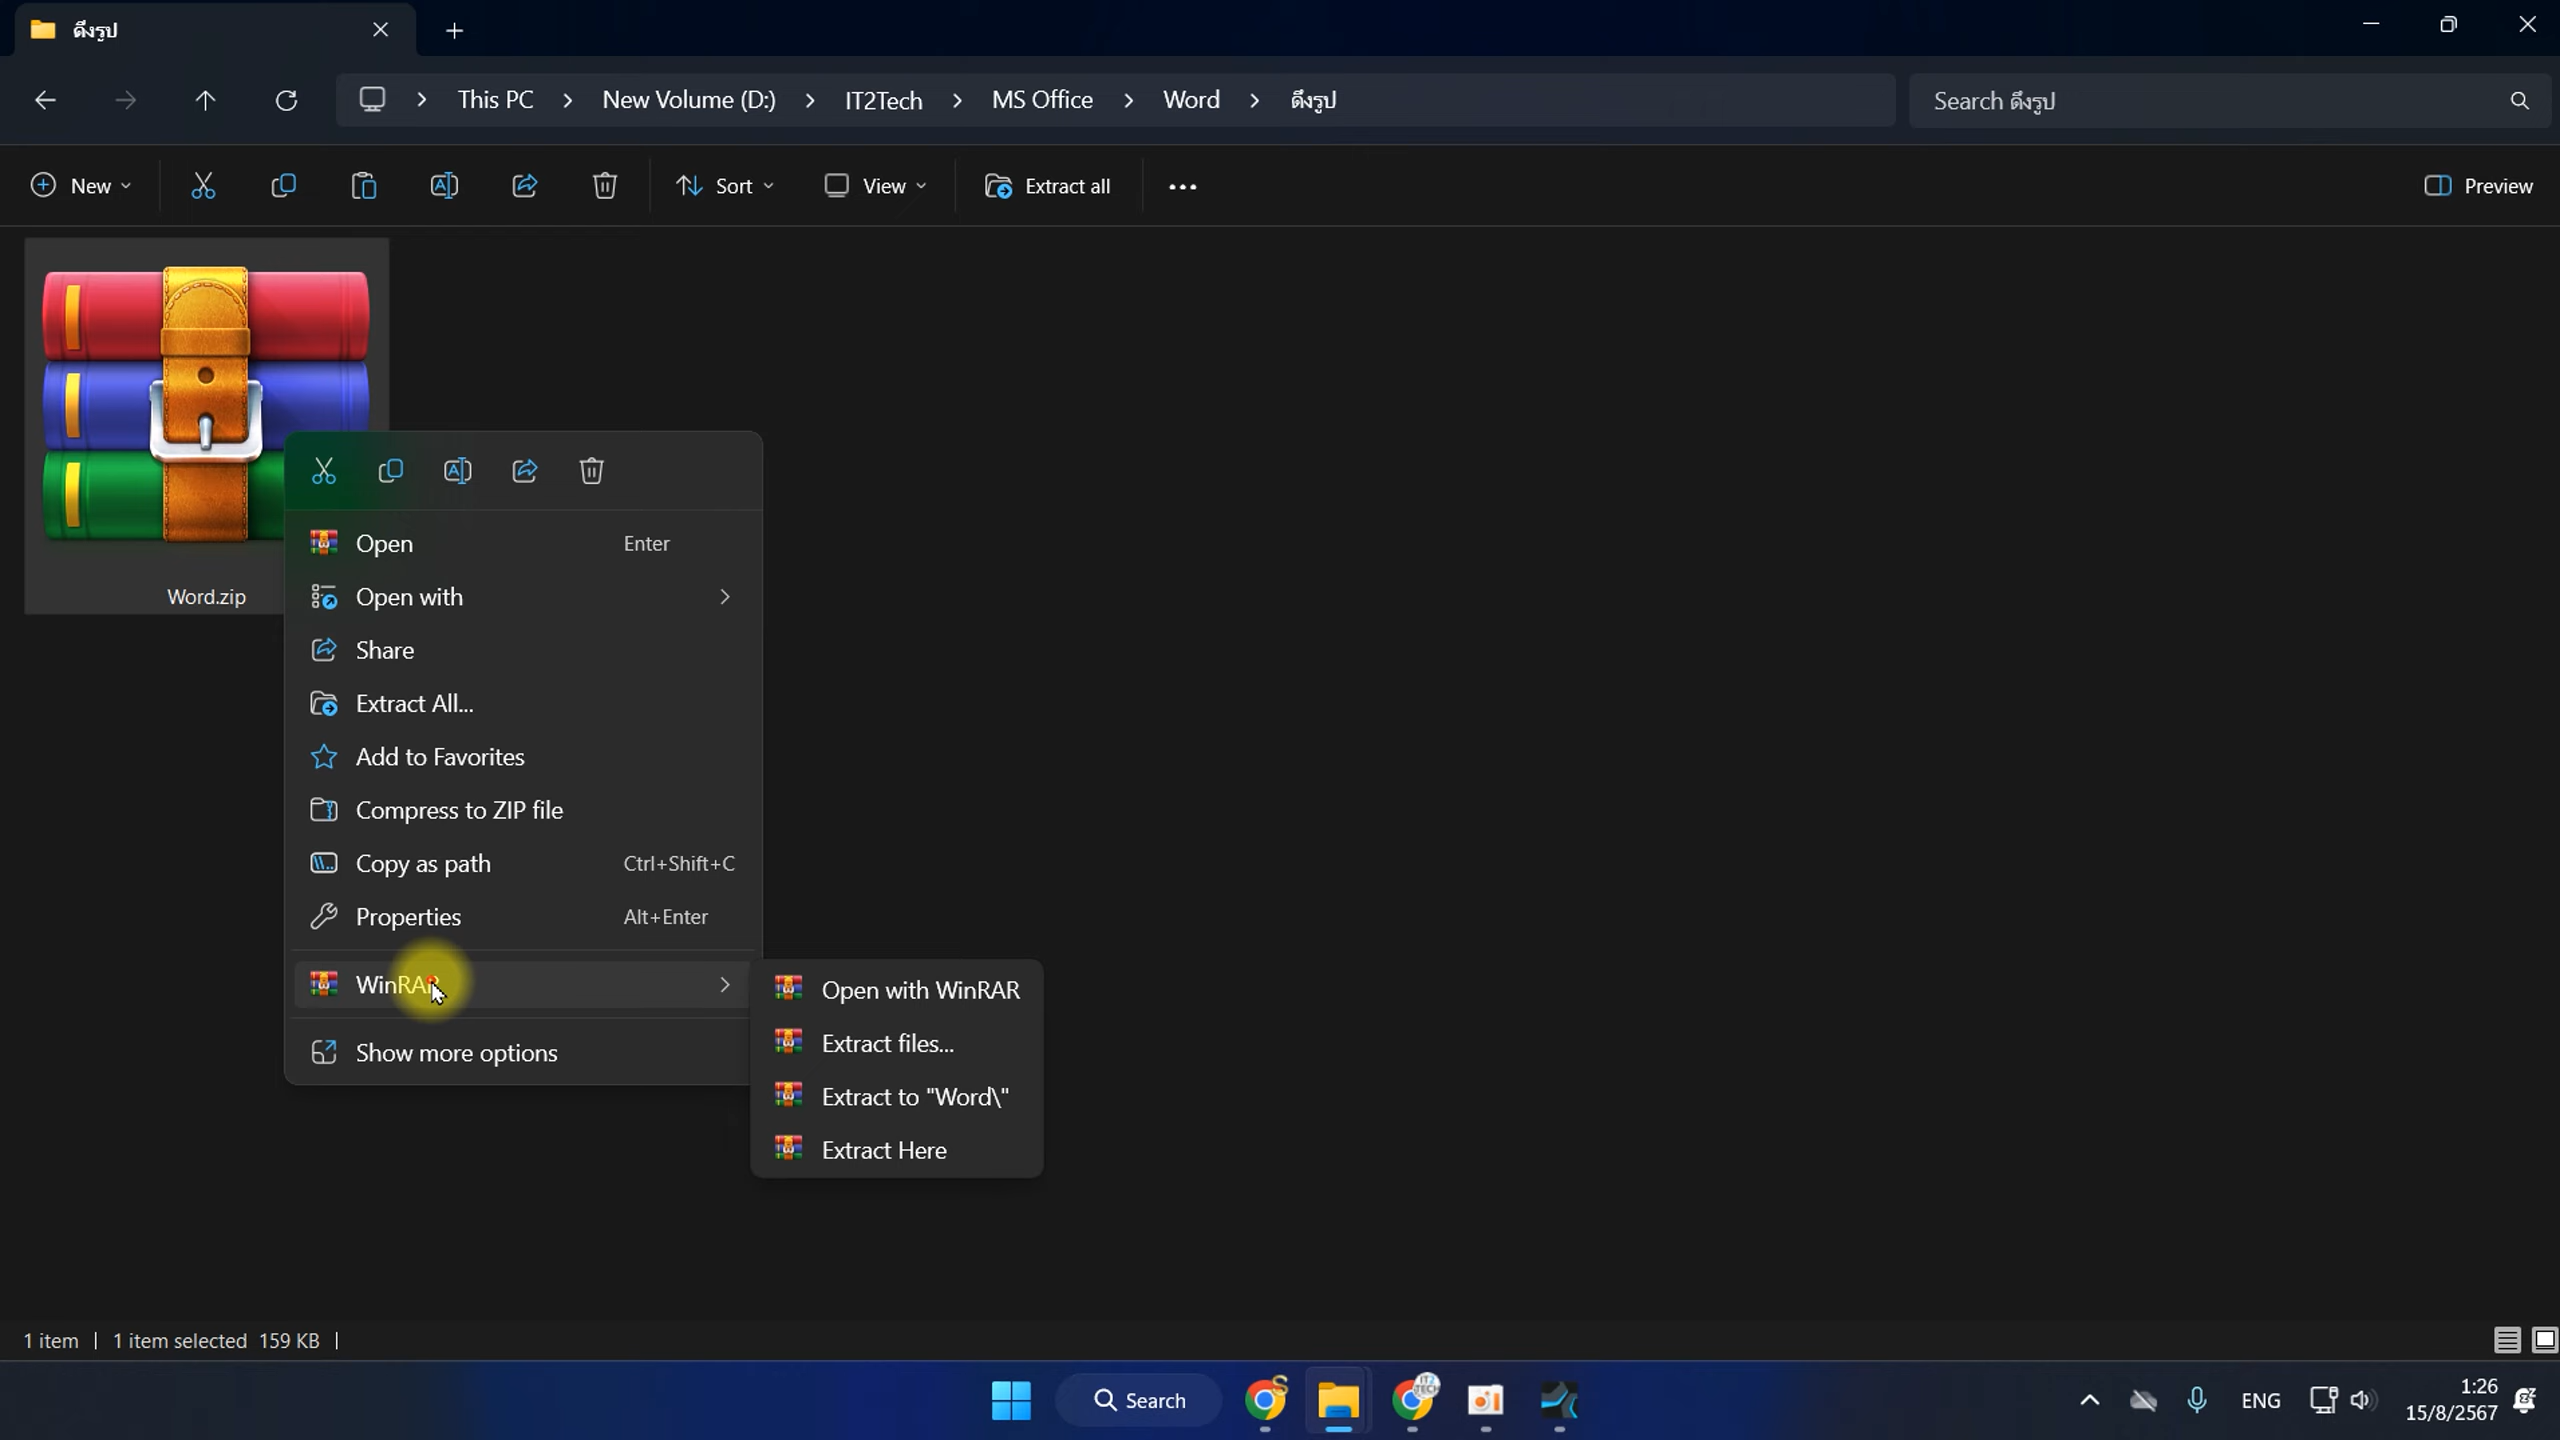 ดึงรูป
This PC > New Volume (D:) > IT2Tech > MS Office > Word > ดึงรูป
Search ดึงรูป
New
Sort
View
Extract all
Preview
Word.zip
Open Enter
Open with
Share
Extract All...
Add to Favorites
Compress to ZIP file
Copy as path Ctrl+Shift+C
Properties Alt+Enter
WinRAR
Show more options
Open with WinRAR
Extract files...
Extract to "Word\"
Extract Here
1 item | 1 item selected 159 KB |
Search
IT2
TECH
ENG
1:26
15/8/2567